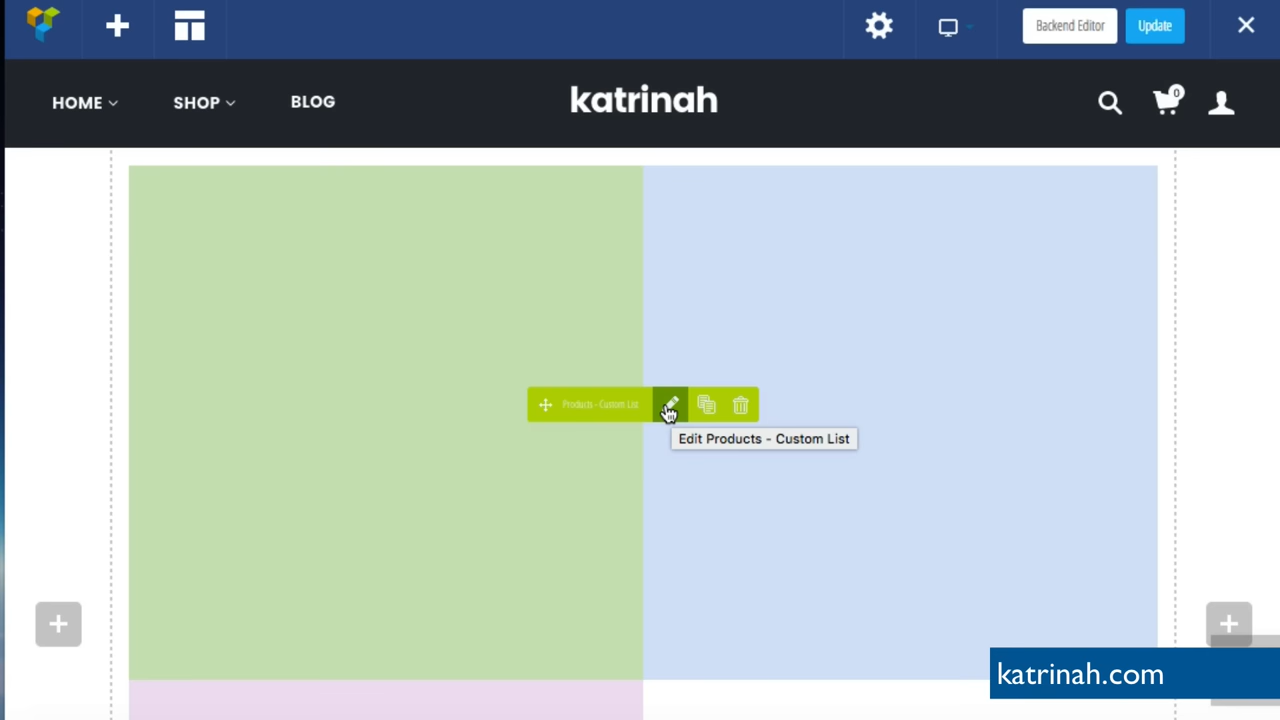 Backend Editor
Update
HOME
SHOP
BLOG
katrinah
0
Products - Custom List
Edit Products - Custom List
katrinah.com